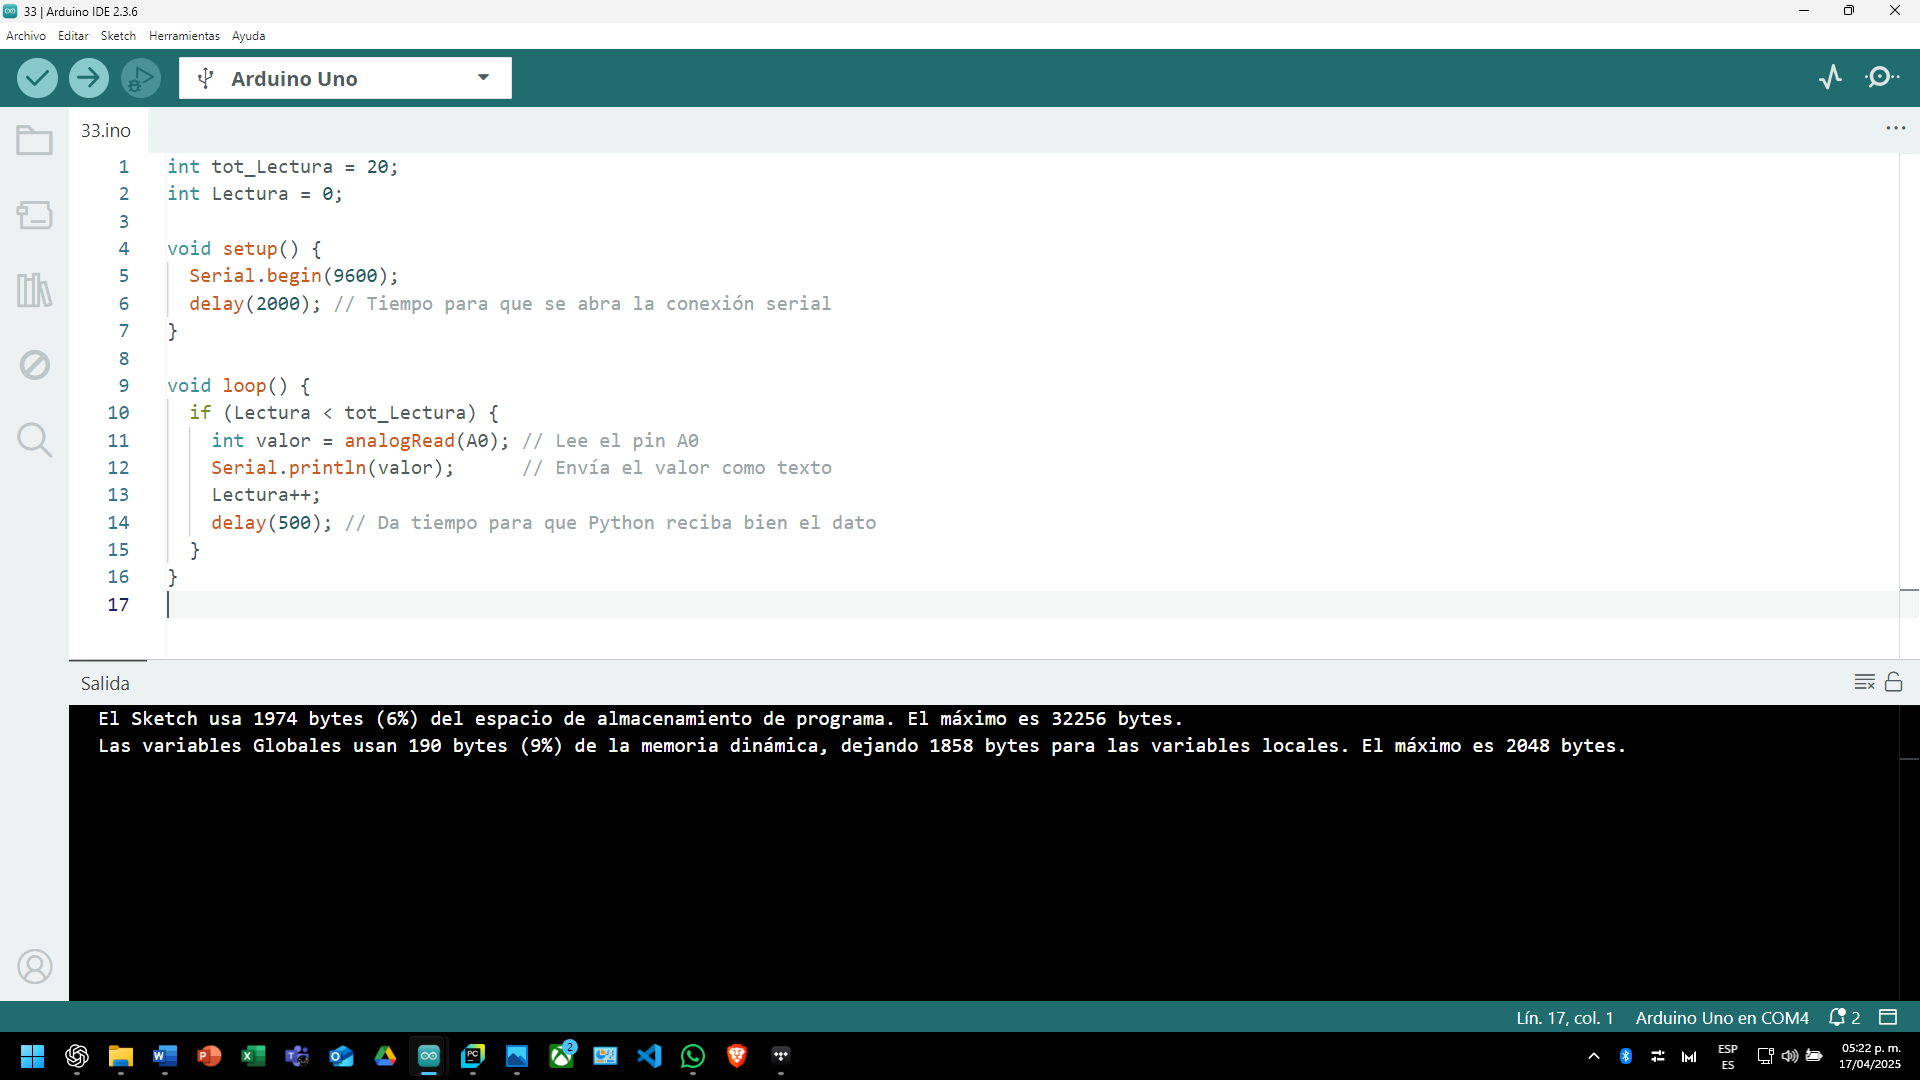 33 | Arduino IDE 2.3.6
Archivo Editar Sketch Herramientas Ayuda
Arduino Uno
33.ino
1 int tot_Lectura = 20;
2 int Lectura = 0;
3
4 void setup() {
5 Serial.begin(9600);
6 delay(2000); // Tiempo para que se abra la conexión serial
7 }
8
9 void loop() {
10 if (Lectura < tot_Lectura) {
11 int valor = analogRead(A0); // Lee el pin A0
12 Serial.println(valor); // Envía el valor como texto
13 Lectura++;
14 delay(500); // Da tiempo para que Python reciba bien el dato
15 }
16 }
17
Salida
El Sketch usa 1974 bytes (6%) del espacio de almacenamiento de programa. El máximo es 32256 bytes.
Las variables Globales usan 190 bytes (9%) de la memoria dinámica, dejando 1858 bytes para las variables locales. El máximo es 2048 bytes.
Lín. 17, col. 1 Arduino Uno en COM4 2
W P X T PC 2
ESP
ES
05:22 p. m.
17/04/2025